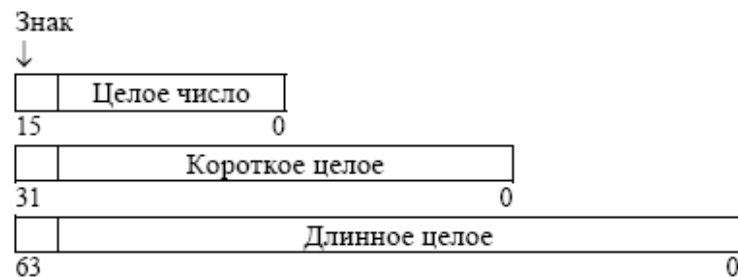 Знак
Целое число
15 0
Короткое целое
31 0
Длинное целое
63 0